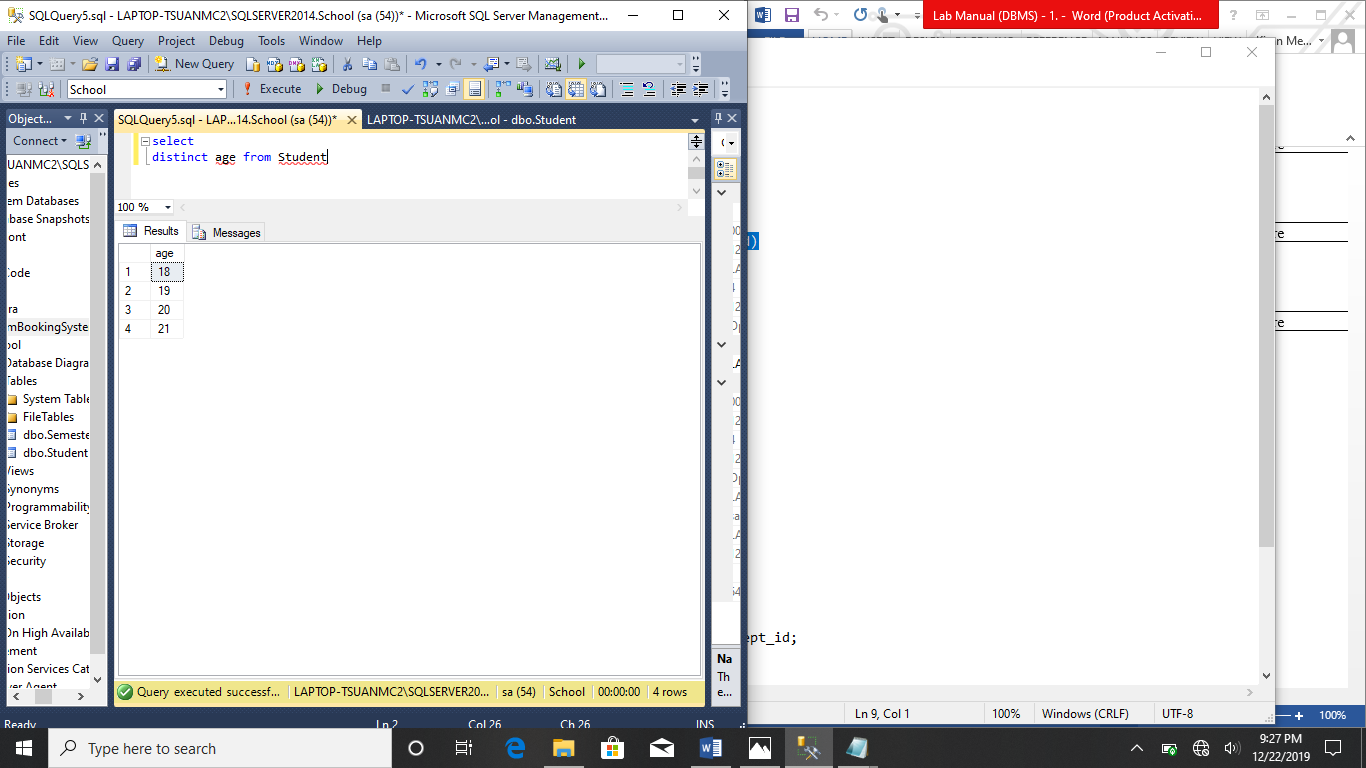 SQLQuery5.sql - LAPTOP-TSUANMC2\SQLSERVER2014.School (sa (54))* - Microsoft SQL Server Management...
File Edit View Query Project Debug Tools Window Help
New Query
School Execute Debug
Object...
Connect
SQLQuery5.sql - LAP...14.School (sa (54))* LAPTOP-TSUANMC2\...ol - dbo.Student
select
distinct age from Student
100 %
Results Messages
age
1 18
2 19
3 20
4 21
UANMC2\SQLS
es
em Databases
base Snapshots
ont
Code
ra
mBookingSyste
ool
Database Diagra
Tables
System Table
FileTables
dbo.Semeste
dbo.Student
Views
Synonyms
Programmability
Service Broker
Storage
Security
Objects
ion
On High Availab
ement
ion Services Cat
ver Agent
Query executed successf... LAPTOP-TSUANMC2\SQLSERVER20... sa (54) School 00:00:00 4 rows
Ready Ln 2 Col 26 Ch 26 INS
Na
Th
e...
Lab Manual (DBMS) - 1. - Word (Product Activati...
re
re
ept_id;
Ln 9, Col 1 100% Windows (CRLF) UTF-8
100%
Type here to search
9:27 PM
12/22/2019